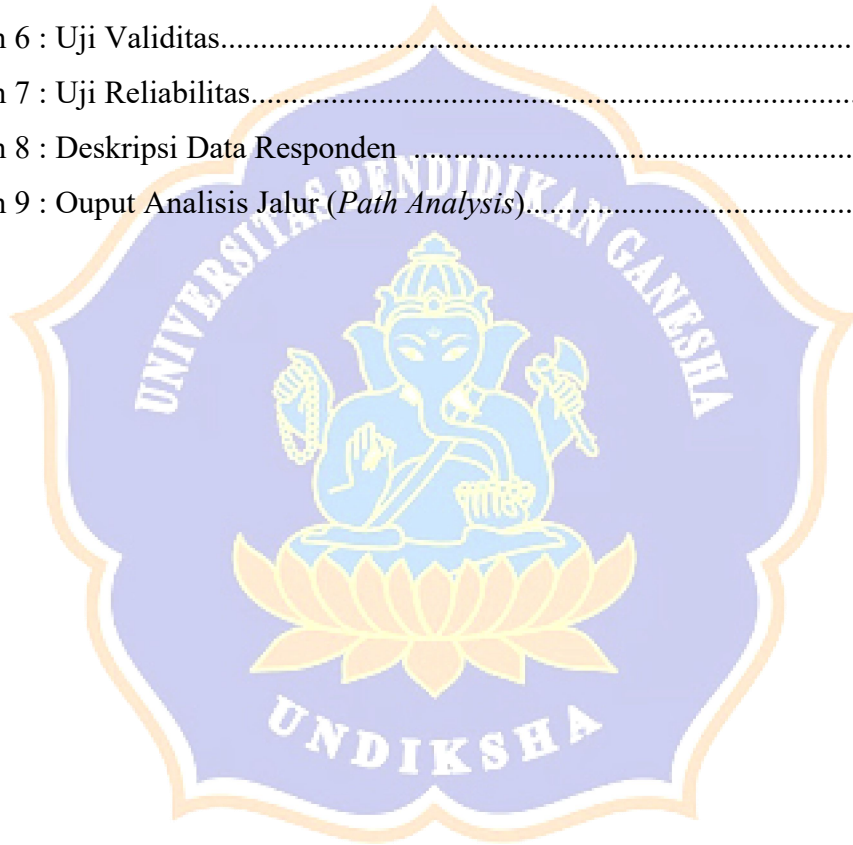 n 6 : Uji Validitas....................................................................................
n 7 : Uji Reliabilitas................................................................................
n 8 : Deskripsi Data Responden ..........................................................
n 9 : Ouput Analisis Jalur (Path Analysis)............................................
UNIVERSITAS PENDIDIKAN GANESHA
UNDIKSHA